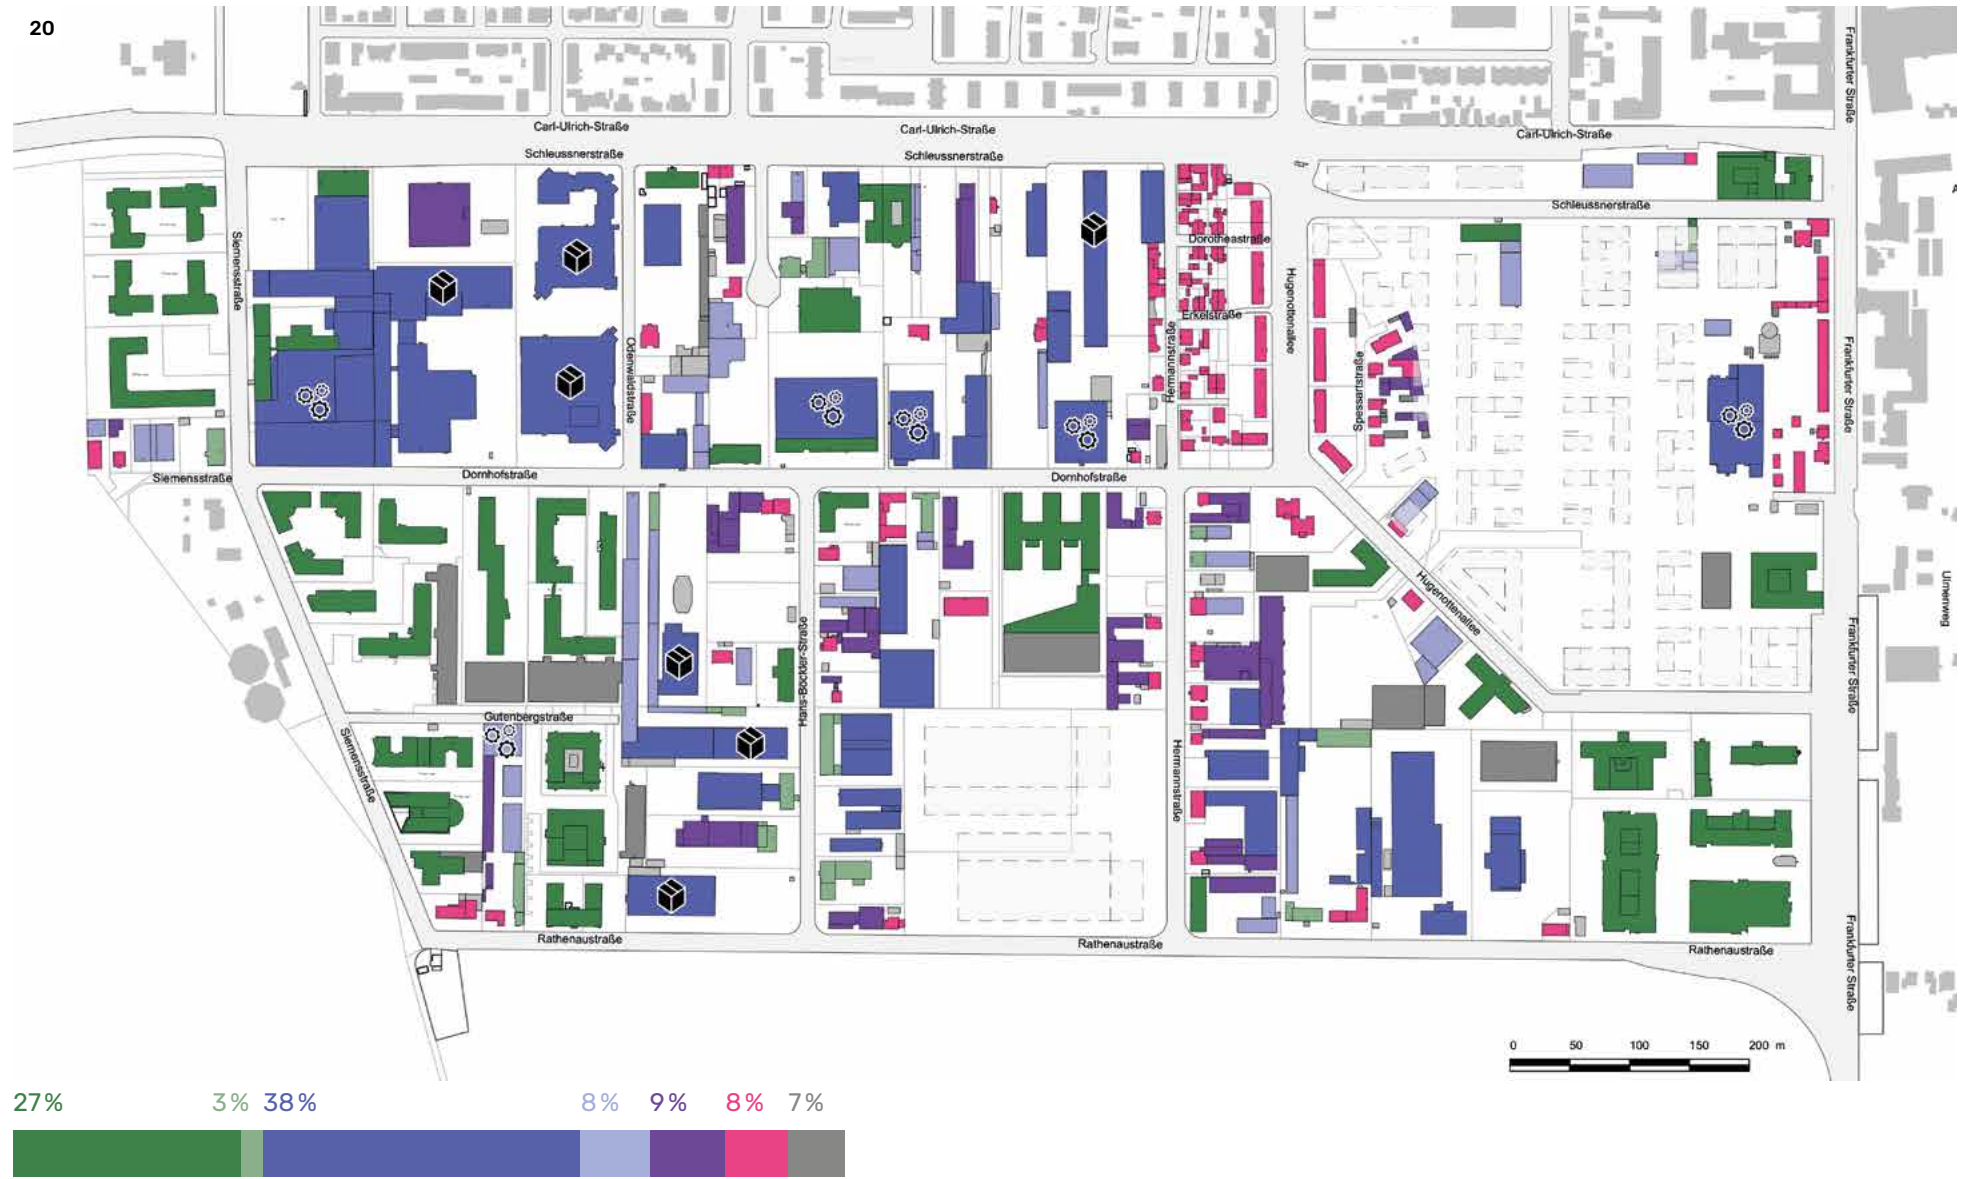 20
Frankfurter Straße
Carl-Ulrich-Straße
Carl-Ulrich-Straße
Carl-Ulrich-Straße
Schleussnerstraße
Schleussnerstraße
Schleussnerstraße
Siemensstraße
Dorotheastraße
Hugenottenallee
Erkelstraße
Odenwaldstraße
Hermannstraße
Spessartstraße
Frankfurter Straße
Siemensstraße
Dornhofstraße
Dornhofstraße
Hugenottenallee
Ulmenweg
Hans-Böckler-Straße
Frankfurter Straße
Gutenbergstraße
Siemensstraße
Hermannstraße
Rathenaustraße
Rathenaustraße
Rathenaustraße
Frankfurter Straße
0 50 100 150 200 m
27% 3% 38% 8% 9% 8% 7%